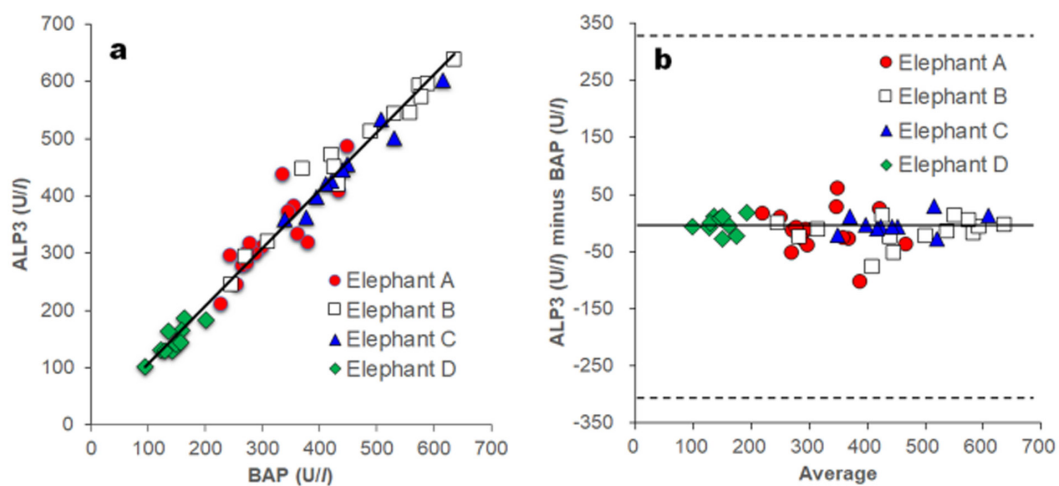 a
ALP3 (U/l)
700
600
500
400
300
200
100
0
0 100 200 300 400 500 600 700
BAP (U/l)
Elephant A
Elephant B
Elephant C
Elephant D
b
ALP3 (U/l) minus BAP (U/l)
350
250
150
50
-50
-150
-250
-350
0 100 200 300 400 500 600 700
Average
Elephant A
Elephant B
Elephant C
Elephant D